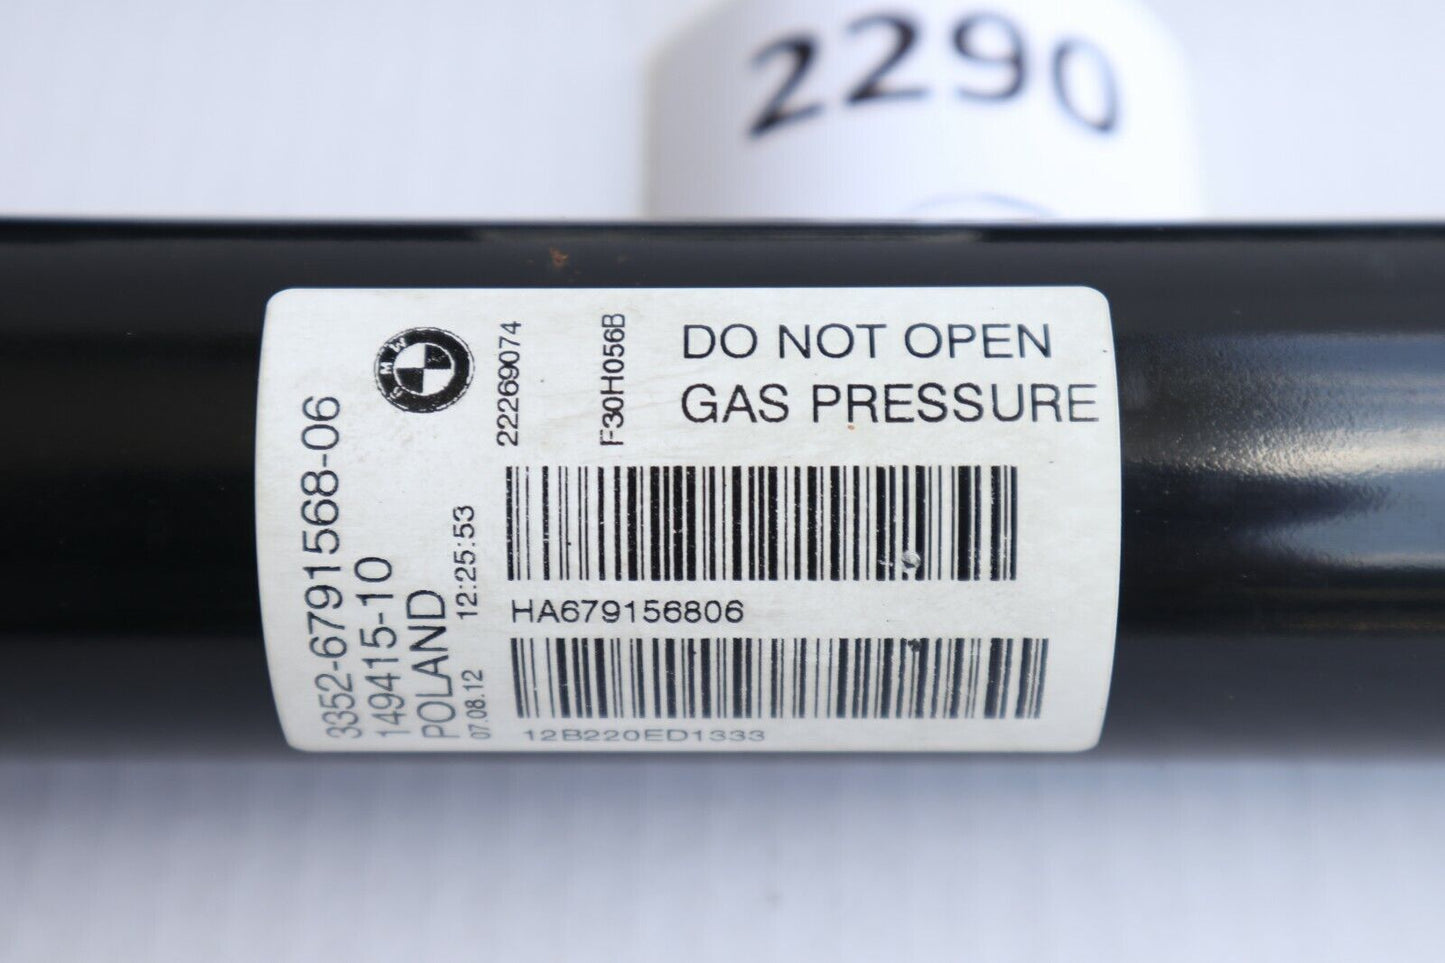 2290
BMW
3352-6791568-06
149415-10
POLAND
07.08.12 12:25:53
22269074
F30H056B
DO NOT OPEN
GAS PRESSURE
HA679156806
12B220ED1333